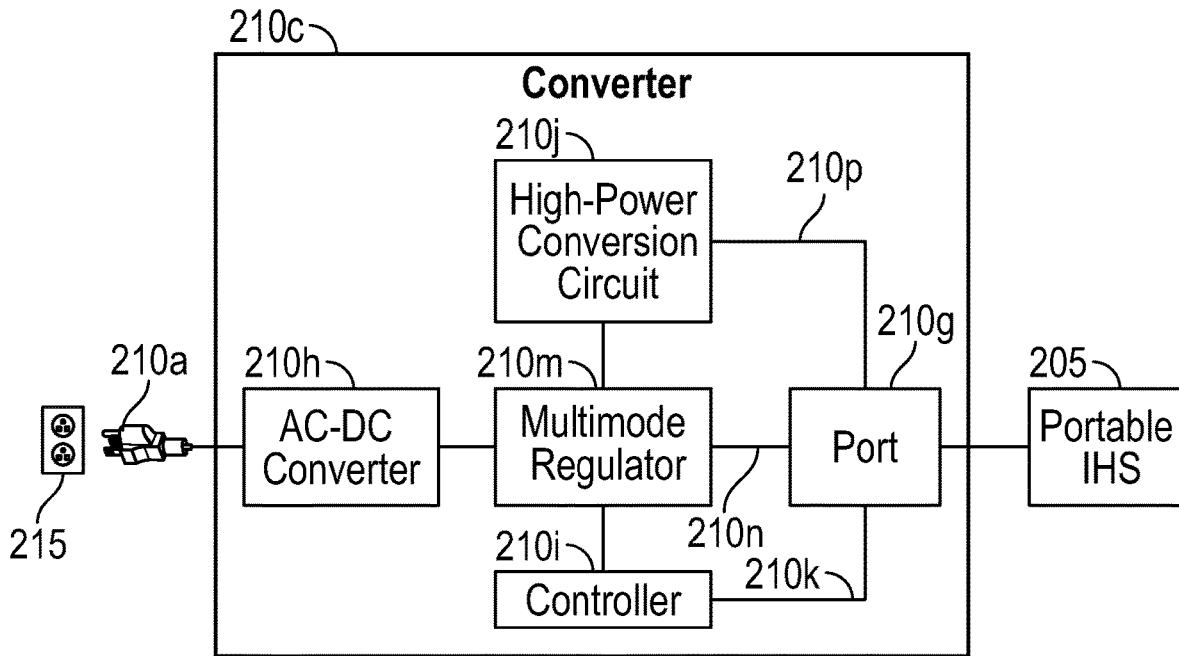 210c
Converter
210j
High-Power
Conversion
Circuit
210p
210g
210a
210h
210m
205
AC-DC
Converter
Multimode
Regulator
Port
Portable
IHS
215
210i
210n
210k
Controller